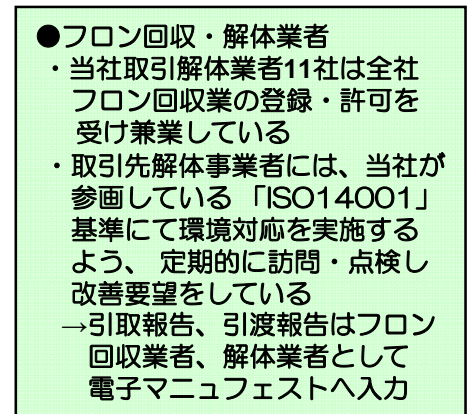 ●フロン回収・解体業者
・当社取引解体業者11社は全社
フロン回収業の登録・許可を
受け兼業している
・取引先解体事業者には、当社が
参画している 「ISO14001」
基準にて環境対応を実施する
よう、 定期的に訪問・点検し
改善要望をしている
→引取報告、引渡報告はフロン
回収業者、解体業者として
電子マニュフェストへ入力